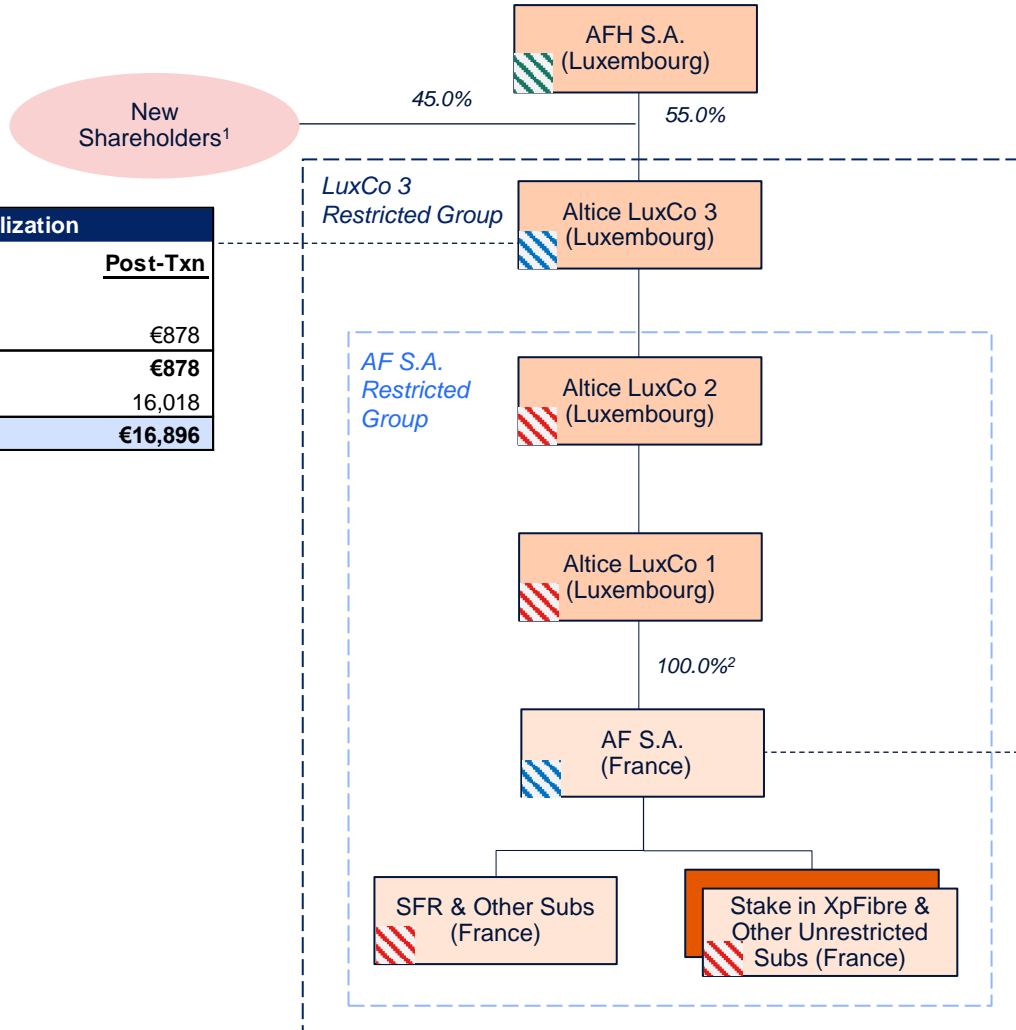 AFH S.A.
(Luxembourg)
45.0%
55.0%
New
Shareholders¹
LuxCo 3
Restricted Group
Altice LuxCo 3
(Luxembourg)
lization
Post-Txn
€878
€878
16,018
€16,896
AF S.A.
Restricted
Group
Altice LuxCo 2
(Luxembourg)
Altice LuxCo 1
(Luxembourg)
100.0%²
AF S.A.
(France)
SFR & Other Subs
(France)
Stake in XpFibre &
Other Unrestricted
Subs (France)